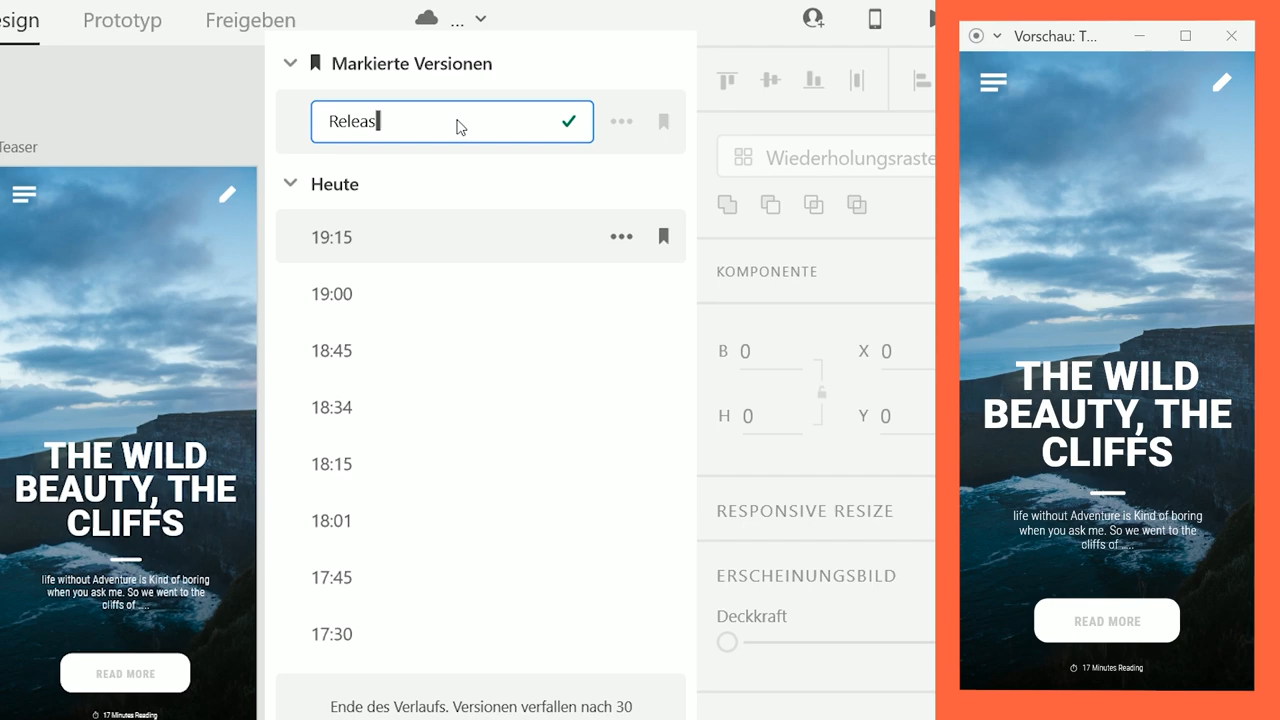 esign Prototyp Freigeben ...
Vorschau: T...
Markierte Versionen
Releas
Heute
19:15
19:00
18:45
18:34
18:15
18:01
17:45
17:30
Ende des Verlaufs. Versionen verfallen nach 30
Teaser
THE WILD
BEAUTY, THE
CLIFFS
life without Adventure is Kind of boring
when you ask me. So we went to the
cliffs of .....
READ MORE
17 Minutes Reading
Wiederholungsraste
KOMPONENTE
B 0 X 0
H 0 Y 0
RESPONSIVE RESIZE
ERSCHEINUNGSBILD
Deckkraft
THE WILD
BEAUTY, THE
CLIFFS
life without Adventure is Kind of boring
when you ask me. So we went to the
cliffs of .....
READ MORE
17 Minutes Reading